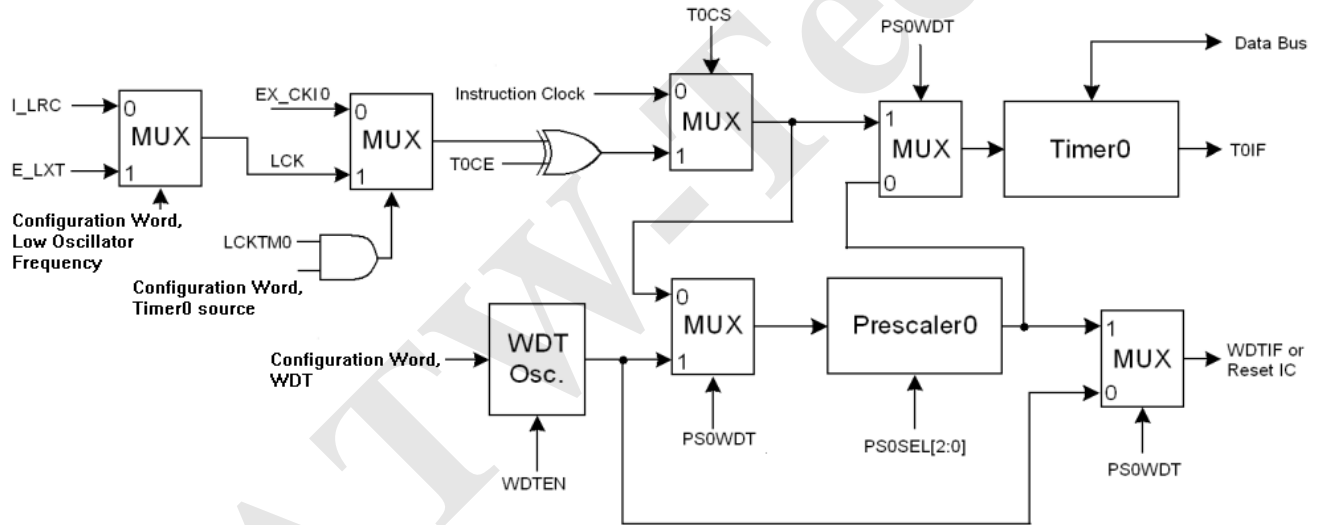 T0CS
PS0WDT
Data Bus
I_LRC
0
MUX
E_LXT
1
EX_CKI0
0
MUX
LCK
1
T0CE
Instruction Clock
0
MUX
1
1
MUX
0
Timer0
T0IF
Configuration Word,
Low Oscillator
Frequency
LCKTM0
Configuration Word,
Timer0 source
Configuration Word,
WDT
WDT
Osc.
WDTEN
0
MUX
1
PS0WDT
Prescaler0
PS0SEL[2:0]
1
MUX
0
WDTIF or
Reset IC
PS0WDT